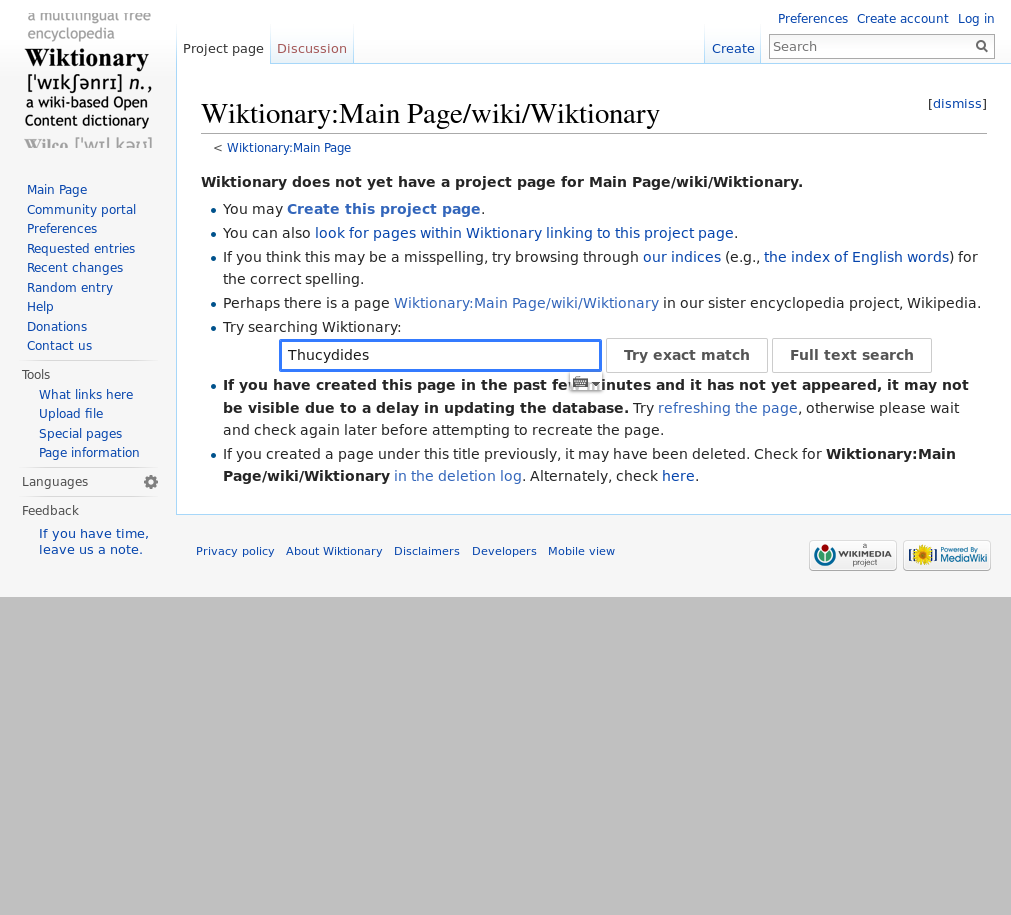 a multilingual free
encyclopedia
Wiktionary
['wɪkʃənrɪ] n.,
a wiki-based Open
Content dictionary
Wilco ['wɪl kəʊ]
Preferences Create account Log in
Project page Discussion Create Search
Wiktionary:Main Page/wiki/Wiktionary
[dismiss]
< Wiktionary:Main Page
Wiktionary does not yet have a project page for Main Page/wiki/Wiktionary.
You may Create this project page.
You can also look for pages within Wiktionary linking to this project page.
If you think this may be a misspelling, try browsing through our indices (e.g., the index of English words) for
the correct spelling.
Perhaps there is a page Wiktionary:Main Page/wiki/Wiktionary in our sister encyclopedia project, Wikipedia.
Try searching Wiktionary:
Thucydides Try exact match Full text search
If you have created this page in the past minutes and it has not yet appeared, it may not
be visible due to a delay in updating the database. Try refreshing the page, otherwise please wait
and check again later before attempting to recreate the page.
If you created a page under this title previously, it may have been deleted. Check for Wiktionary:Main
Page/wiki/Wiktionary in the deletion log. Alternately, check here.
Main Page
Community portal
Preferences
Requested entries
Recent changes
Random entry
Help
Donations
Contact us
Tools
What links here
Upload file
Special pages
Page information
Languages
Feedback
If you have time,
leave us a note.
Privacy policy About Wiktionary Disclaimers Developers Mobile view
a
WIKIMEDIA
project
Powered By
MediaWiki